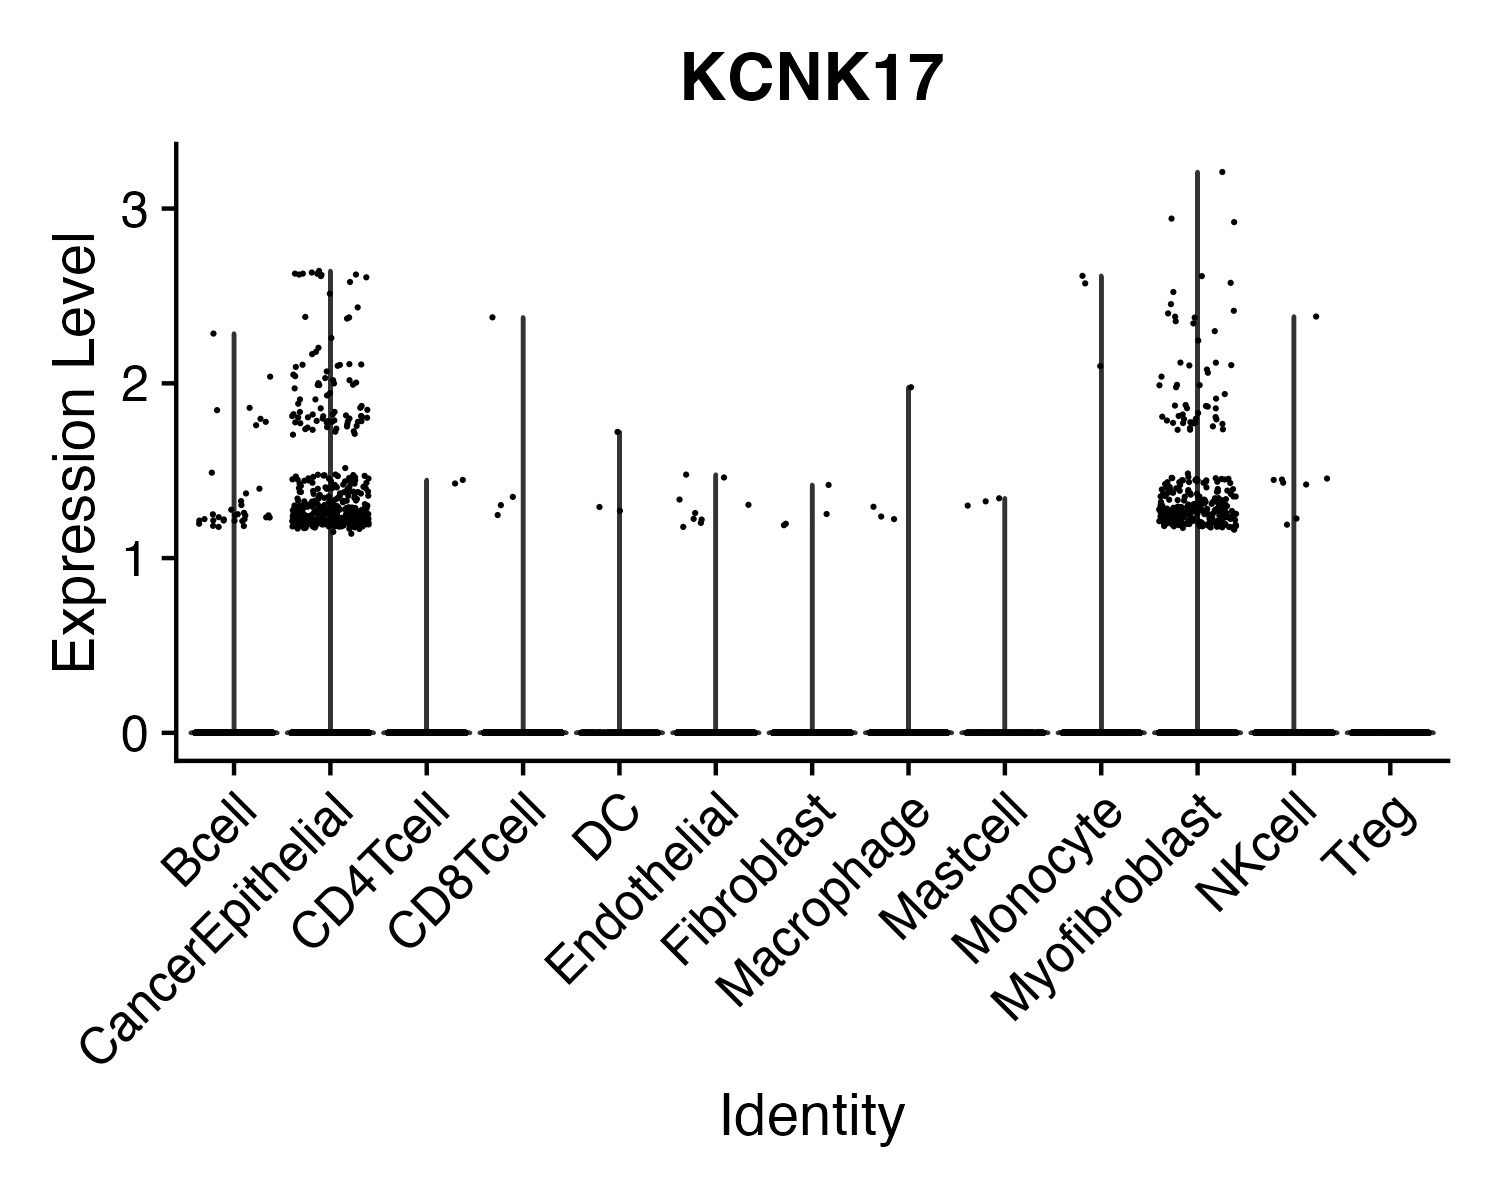 KCNK17
Expression Level
3
2
1
0
Bcell
CancerEpithelial
CD4Tcell
CD8Tcell
DC
Endothelial
Fibroblast
Macrophage
Mastcell
Monocyte
Myofibroblast
NKcell
Treg
Identity